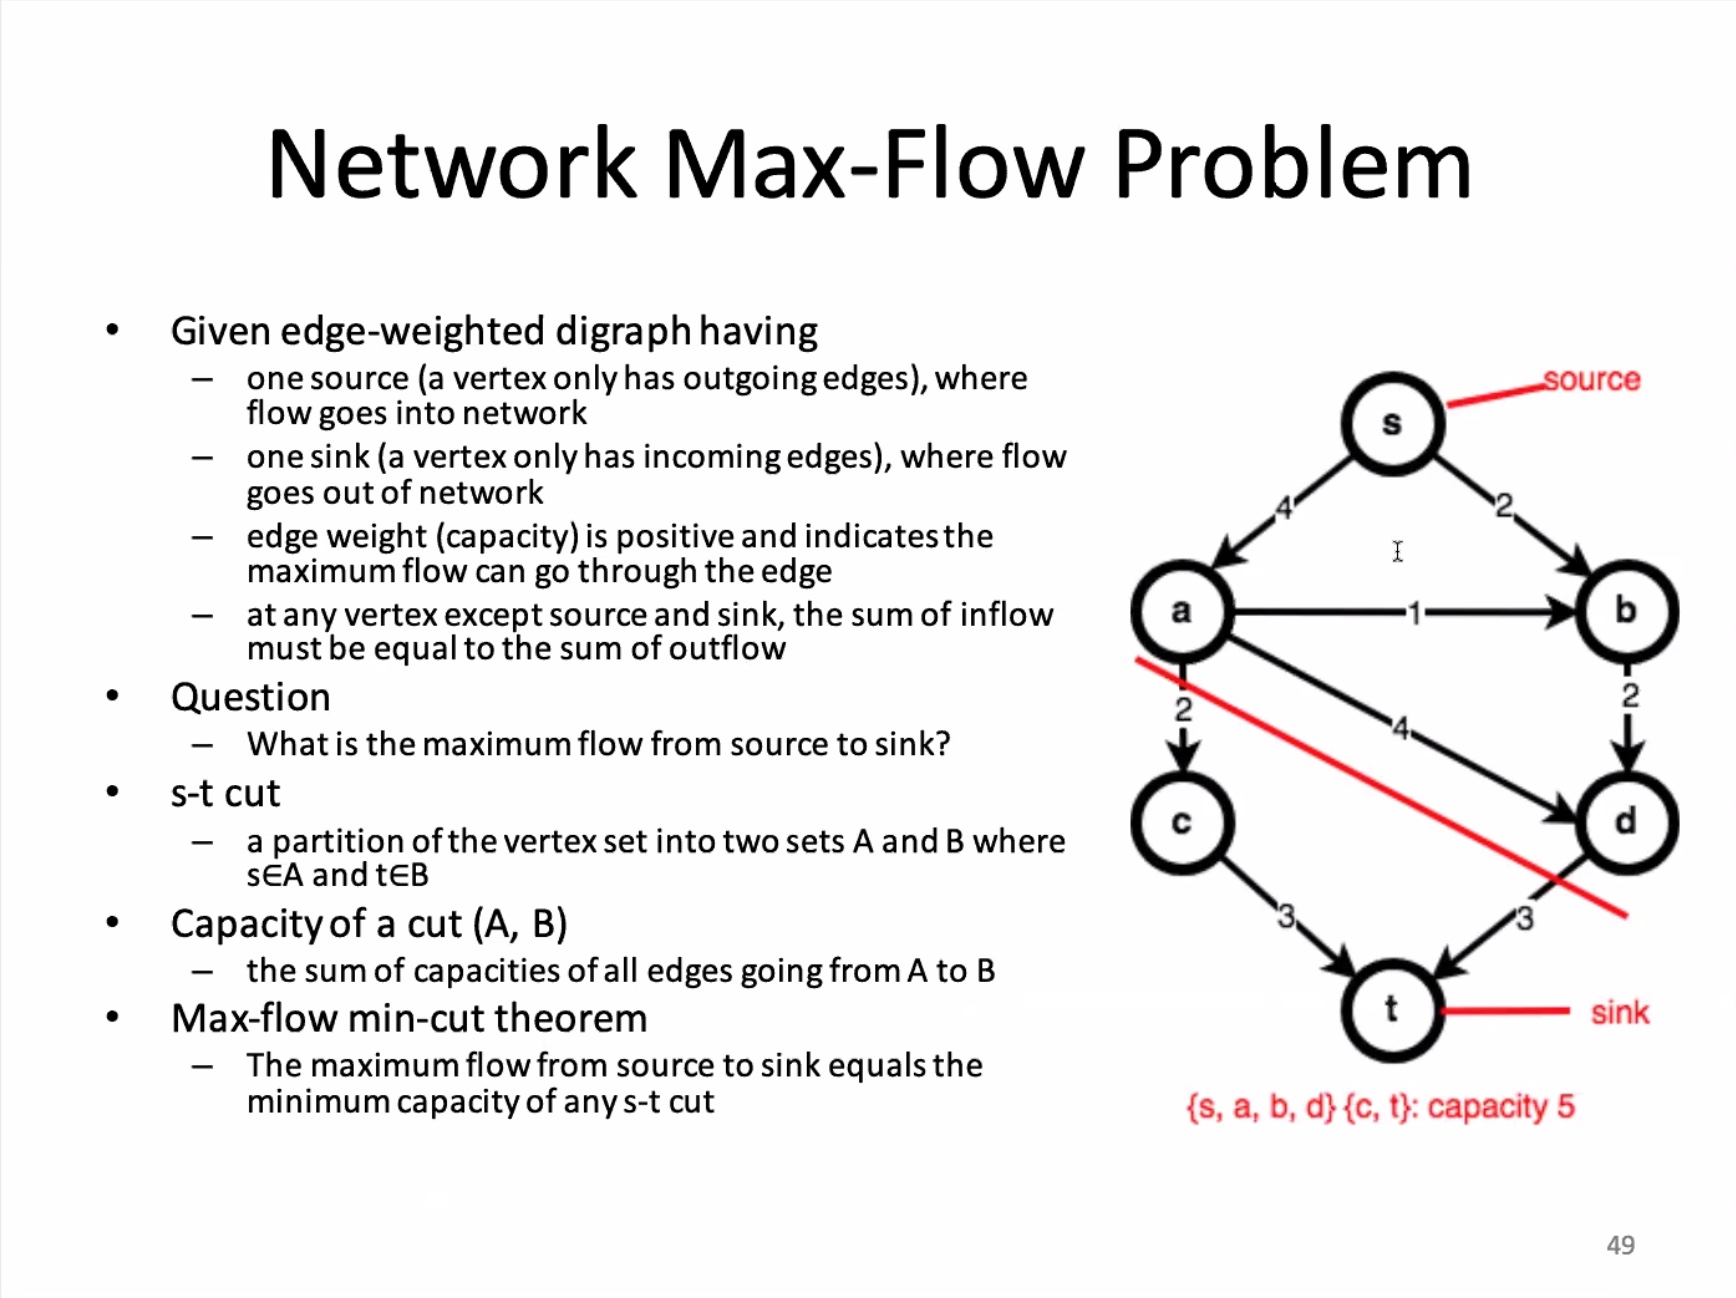 Network Max-Flow Problem
• Given edge-weighted digraph having
– one source (a vertex only has outgoing edges), where
flow goes into network
– one sink (a vertex only has incoming edges), where flow
goes out of network
– edge weight (capacity) is positive and indicates the
maximum flow can go through the edge
– at any vertex except source and sink, the sum of inflow
must be equal to the sum of outflow
• Question
– What is the maximum flow from source to sink?
• s-t cut
– a partition of the vertex set into two sets A and B where
s∈A and t∈B
• Capacity of a cut (A, B)
– the sum of capacities of all edges going from A to B
• Max-flow min-cut theorem
– The maximum flow from source to sink equals the
minimum capacity of any s-t cut
source
s
4
2
a
1
b
2
4
2
c
d
3
3
t
sink
{s, a, b, d} {c, t}: capacity 5
49